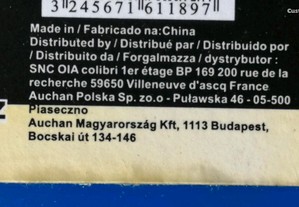 3 245671 611897 >
Made in / Fabricado na:China
Distributed by / Distribué par / Distribuido por
/ Distribuito da / Forgalmazza / dystrybutor :
SNC OIA colibri 1er étage BP 169 200 rue de la
recherche 59650 Villeneuve d'ascq France
Auchan Polska Sp. zo.o - Puławska 46 - 05-500
Piaseczno
Auchan Magyarország Kft, 1113 Budapest,
Bocskai út 134-146